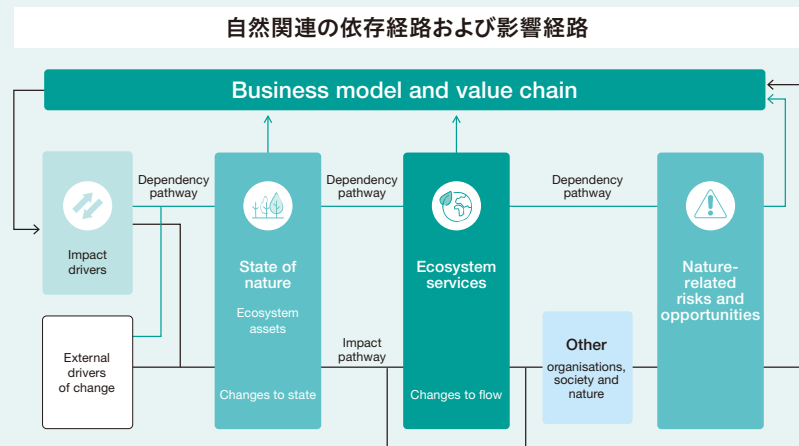 自然関連の依存経路および影響経路
Business model and value chain
Dependency
pathway
Dependency
pathway
Dependency
pathway
Impact
drivers
State of
nature
Ecosystem
assets
Changes to state
Ecosystem
services
Changes to flow
Nature-
related
risks and
opportunities
External
drivers
of change
Impact
pathway
Other
organisations,
society and
nature